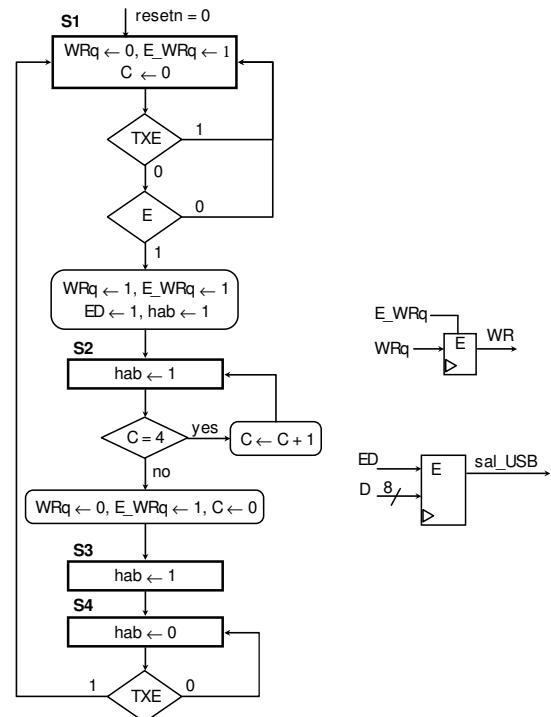 resetn = 0
S1
WRq ← 0, E_WRq ← 1
C ← 0
TXE
1
0
E
0
1
WRq ← 1, E_WRq ← 1
ED ← 1, hab ← 1
S2
hab ← 1
C = 4
yes
C ← C + 1
no
WRq ← 0, E_WRq ← 1, C ← 0
S3
hab ← 1
S4
hab ← 0
1
TXE
0
E_WRq
E
WRq
WR
ED
E
sal_USB
D
8